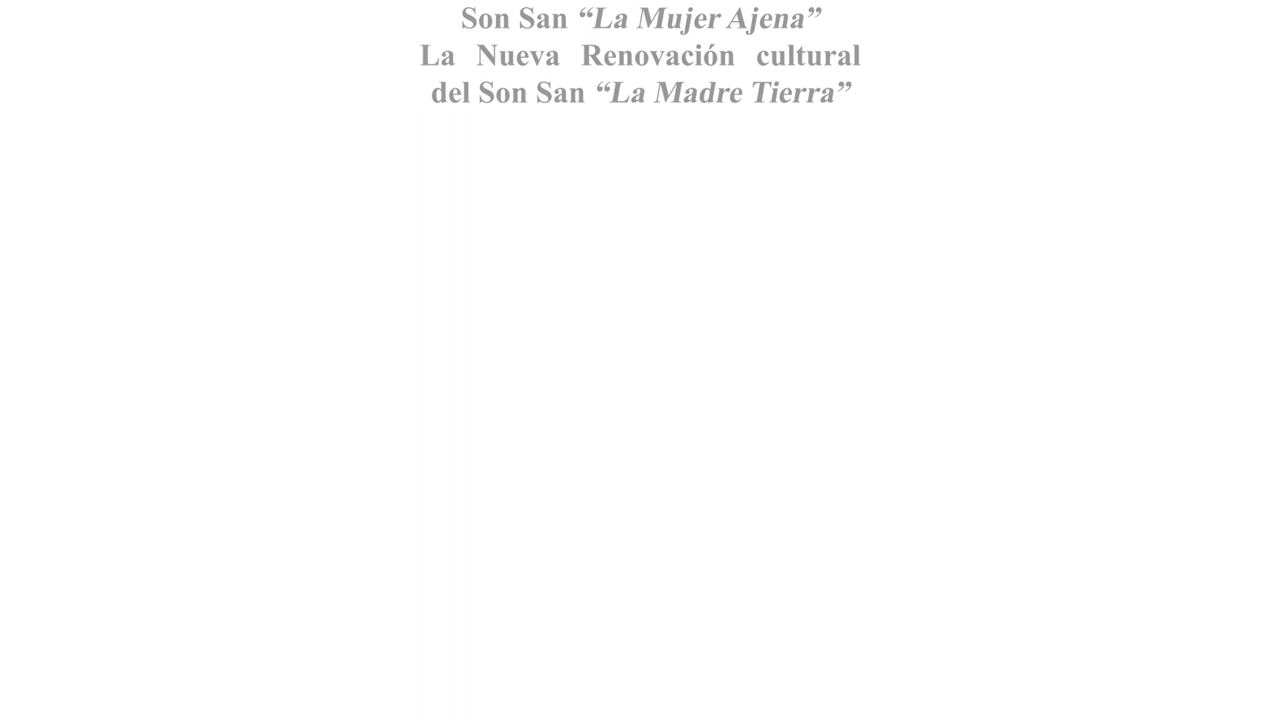 Son San “La Mujer Ajena”
La Nueva Renovación cultural
del Son San “La Madre Tierra”